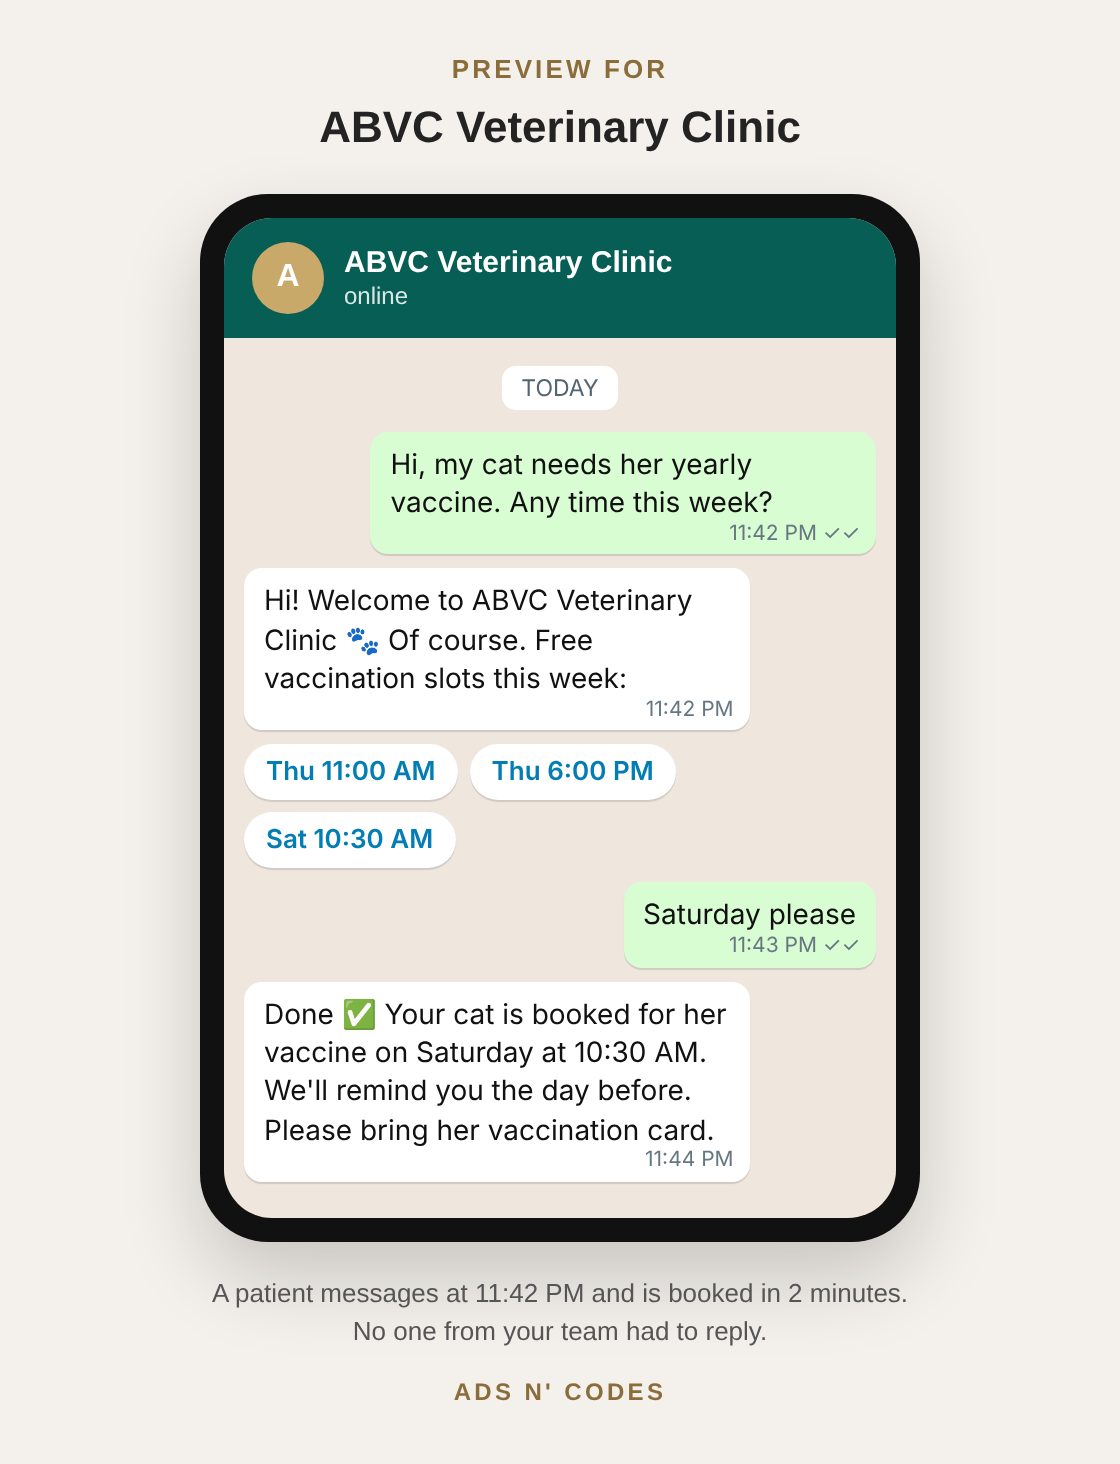 PREVIEW FOR
ABVC Veterinary Clinic
A
ABVC Veterinary Clinic
online
TODAY
Hi, my cat needs her yearly
vaccine. Any time this week?
11:42 PM ✓✓
Hi! Welcome to ABVC Veterinary
Clinic 🐾 Of course. Free
vaccination slots this week:
11:42 PM
Thu 11:00 AM
Thu 6:00 PM
Sat 10:30 AM
Saturday please
11:43 PM ✓✓
Done ✅ Your cat is booked for her
vaccine on Saturday at 10:30 AM.
We'll remind you the day before.
Please bring her vaccination card.
11:44 PM
A patient messages at 11:42 PM and is booked in 2 minutes.
No one from your team had to reply.
ADS N' CODES